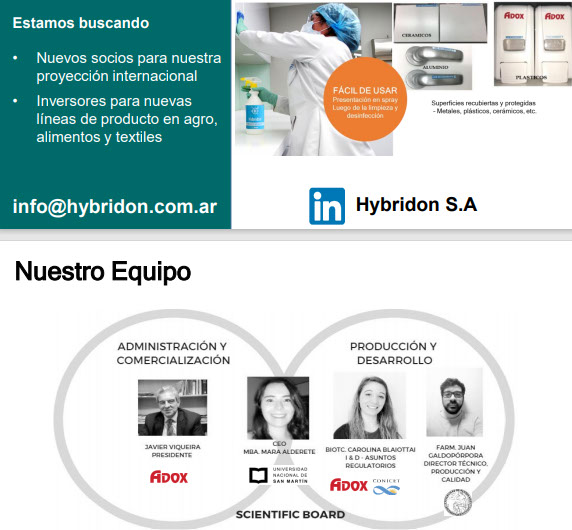 Estamos buscando
• Nuevos socios para nuestra
proyección internacional
• Inversores para nuevas
líneas de producto en agro,
alimentos y textiles
info@hybridon.com.ar
FÁCIL DE USAR
Presentación en spray
Luego de la limpieza y
desinfección
CERAMICOS
ALUMINIO
ADOX
ADOX
PLASTICOS
Superficies recubiertas y protegidas
- Metales, plásticos, cerámicos, etc.
in Hybridon S.A
Nuestro Equipo
ADMINISTRACIÓN Y
COMERCIALIZACIÓN
PRODUCCIÓN Y
DESARROLLO
JAVIER VIQUEIRA
PRESIDENTE
ADOX
CEO
MBA. MARA ALDERETE
UNIVERSIDAD
NACIONAL DE
SAN MARTÍN
BIOTC. CAROLINA BLAIOTTAI
I & D - ASUNTOS
REGULATORIOS
ADOX
CONICET
FARM. JUAN
GALDOPÓRPORA
DIRECTOR TÉCNICO,
PRODUCCIÓN Y
CALIDAD
SCIENTIFIC BOARD